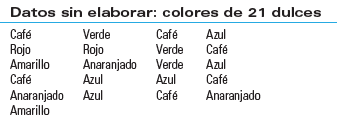 Datos sin elaborar: colores de 21 dulces
Café Verde Café Azul
Rojo Rojo Verde Café
Amarillo Anaranjado Verde Azul
Café Azul Azul Café
Anaranjado Azul Café Anaranjado
Amarillo